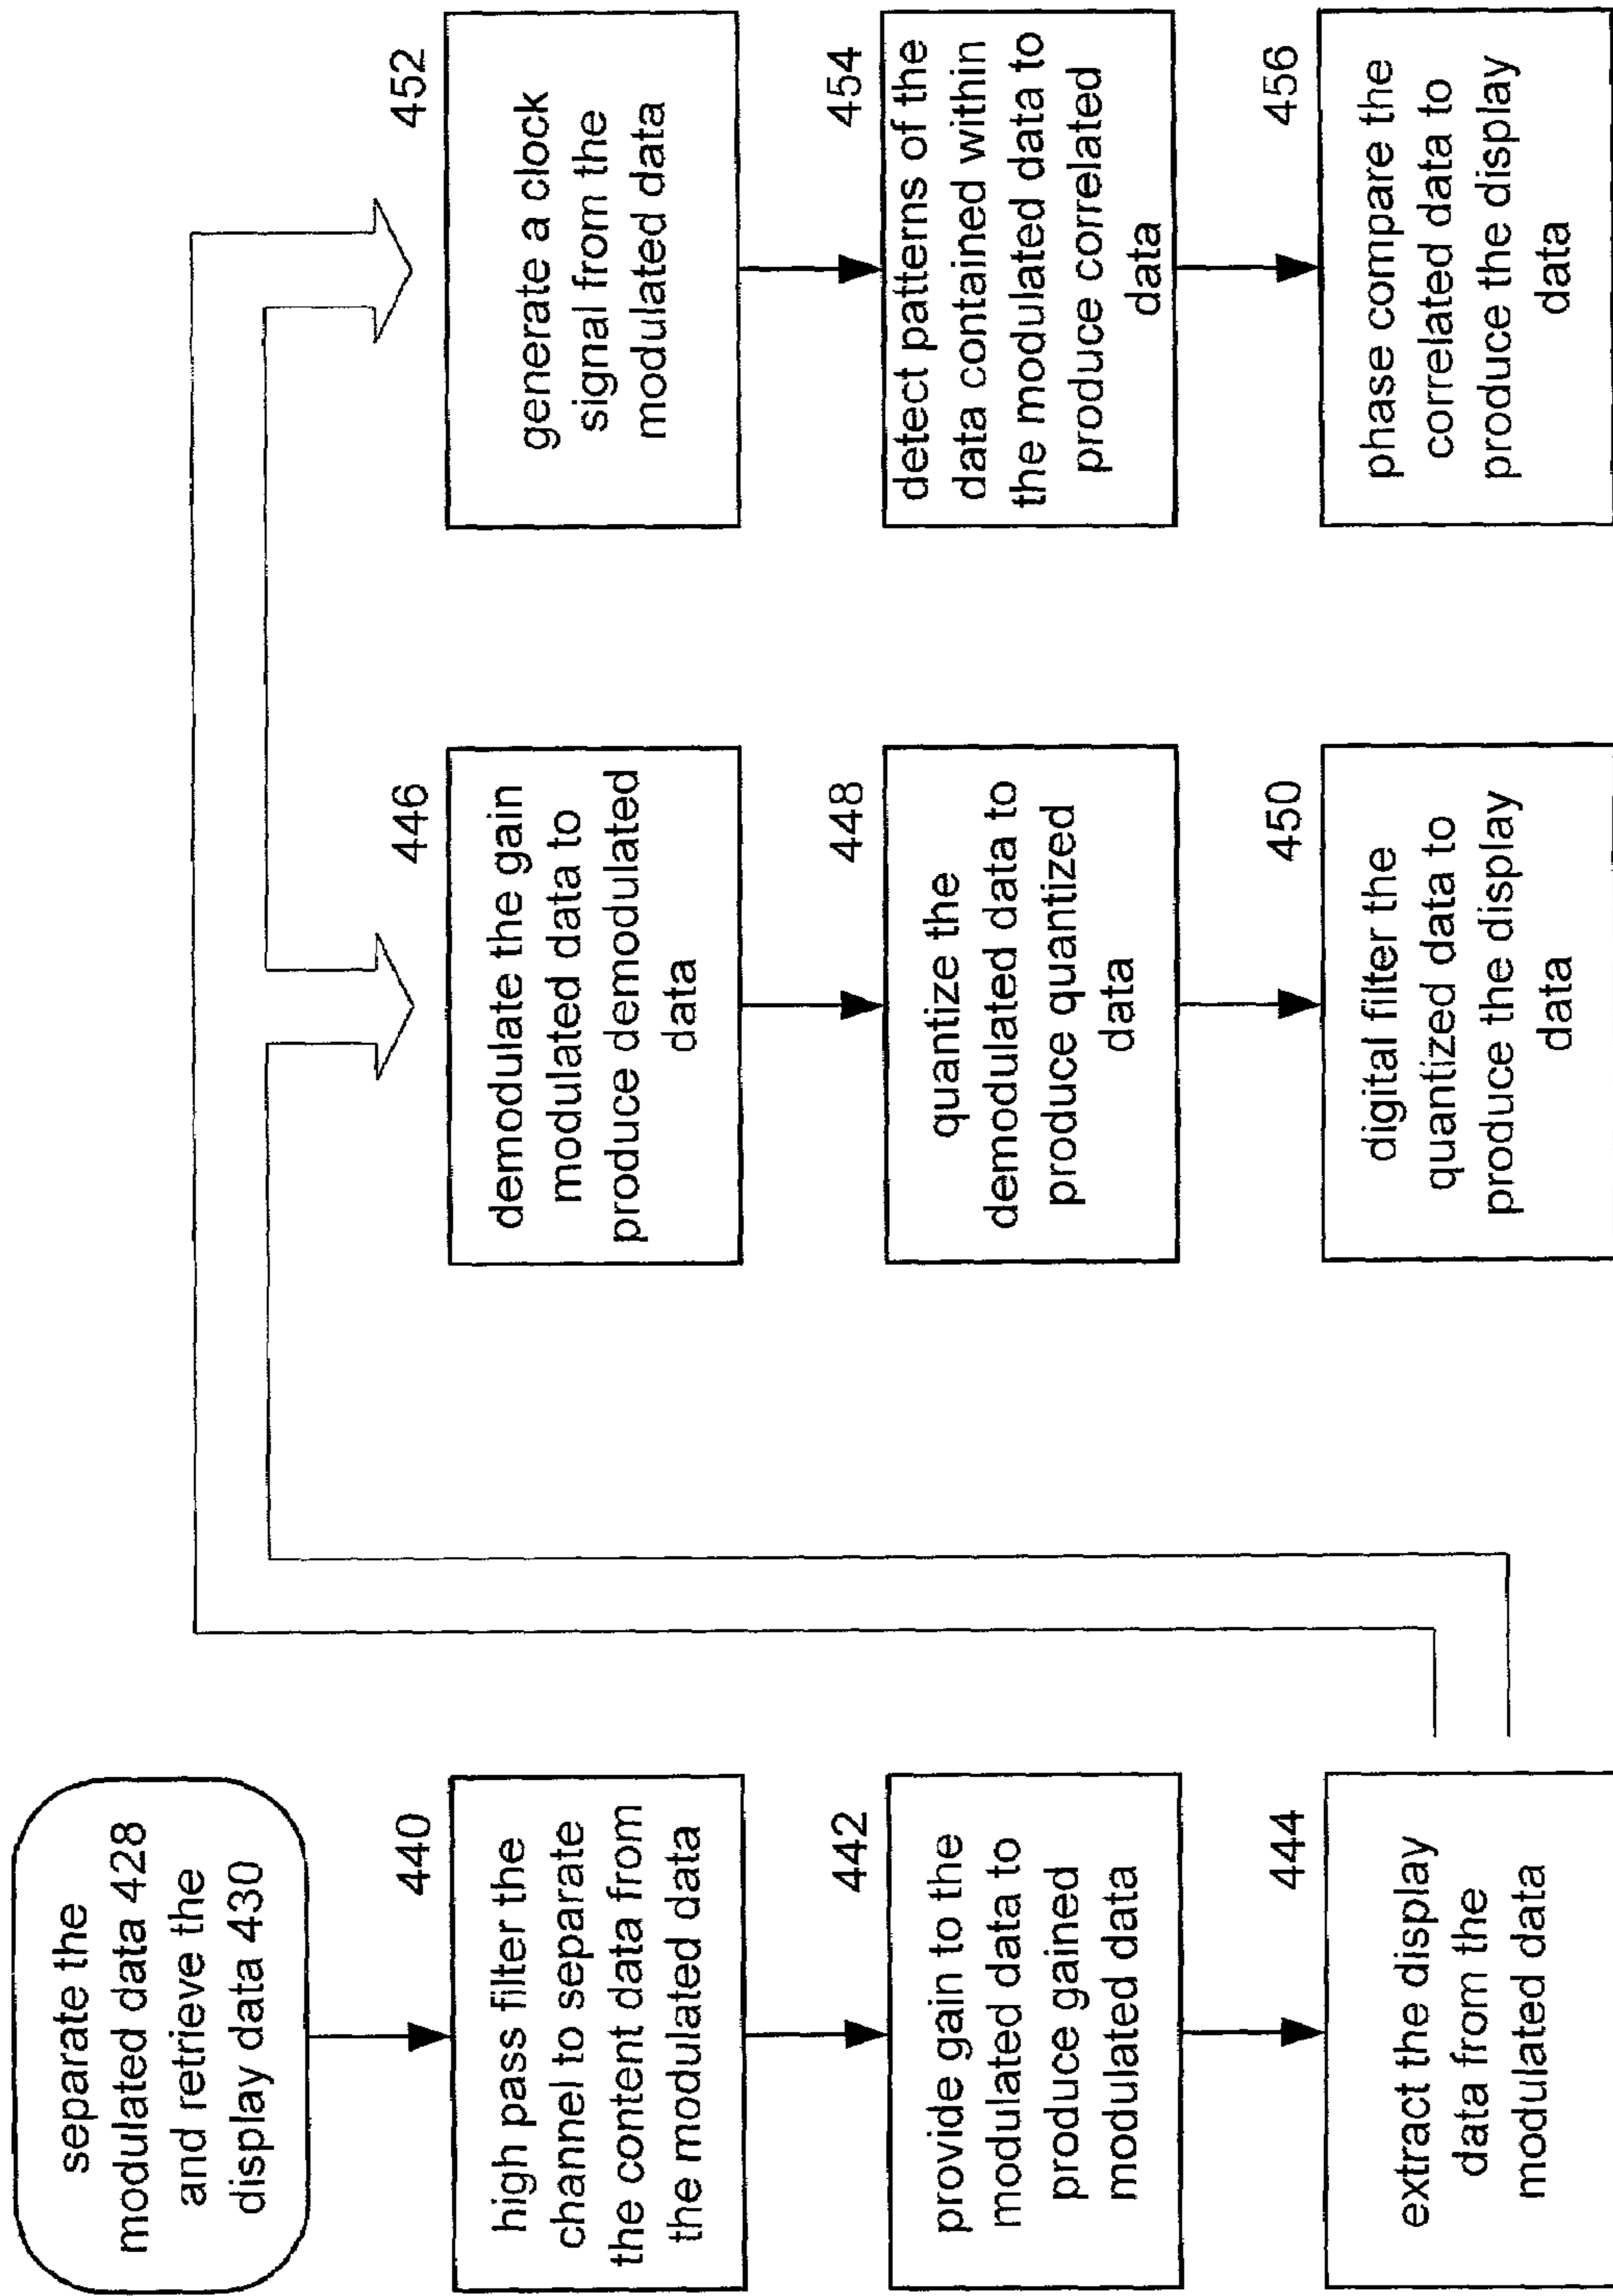 separate the
modulated data 428
and retrieve the
display data 430
440
high pass filter the
channel to separate
the content data from
the modulated data
442
provide gain to the
modulated data to
produce gained
modulated data
444
extract the display
data from the
modulated data
446
demodulate the gain
modulated data to
produce demodulated
data
448
quantize the
demodulated data to
produce quantized
data
450
digital filter the
quantized data to
produce the display
data
452
generate a clock
signal from the
modulated data
454
detect patterns of the
data contained within
the modulated data to
produce correlated
data
456
phase compare the
correlated data to
produce the display
data